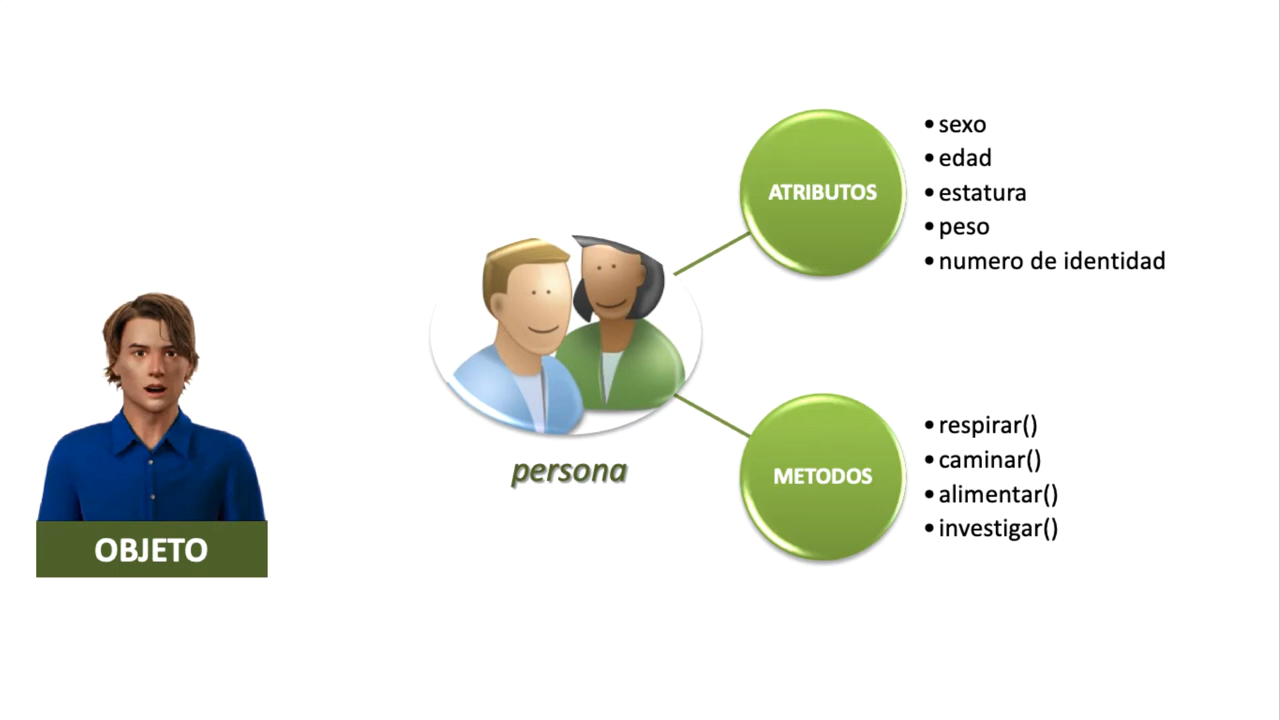 ATRIBUTOS
• sexo
• edad
• estatura
• peso
• numero de identidad
persona
METODOS
• respirar()
• caminar()
• alimentar()
• investigar()
OBJETO